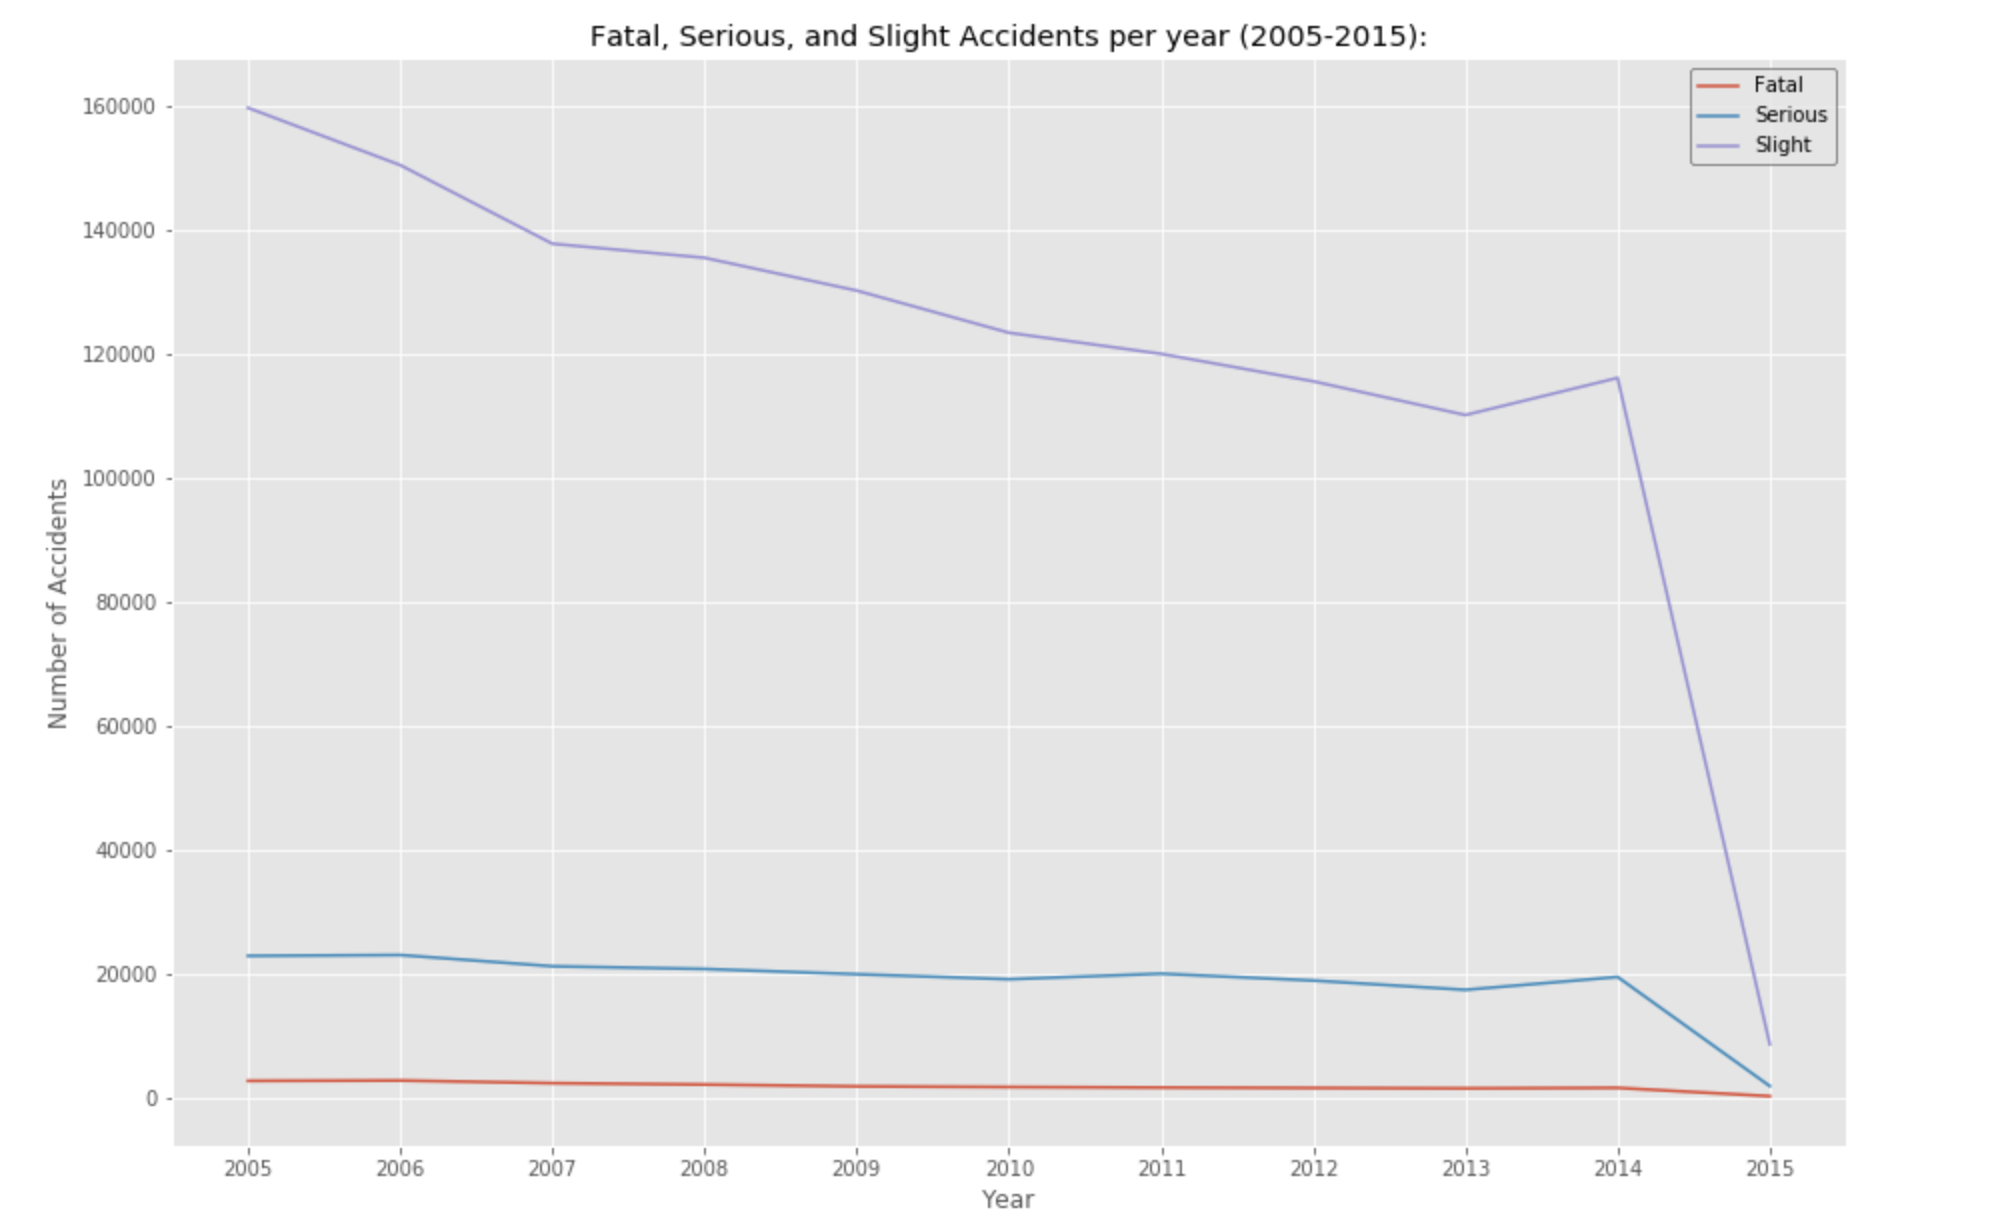 Fatal, Serious, and Slight Accidents per year (2005-2015):
Fatal
Serious
Slight
160000
140000
120000
100000
80000
60000
40000
20000
0
Number of Accidents
2005 2006 2007 2008 2009 2010 2011 2012 2013 2014 2015
Year